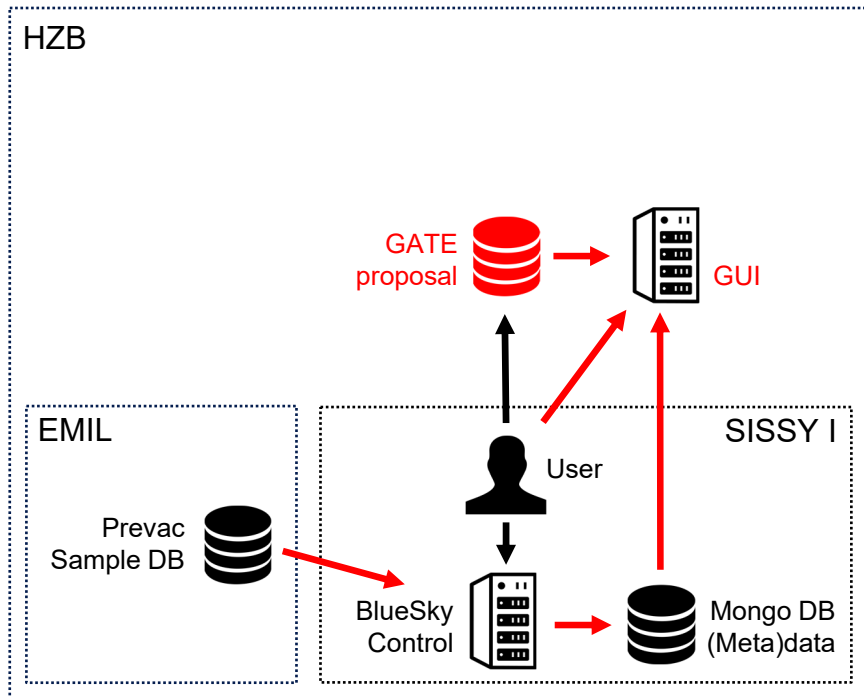 HZB
GATE
proposal
GUI
EMIL
SISSY I
User
Prevac
Sample DB
BlueSky
Control
Mongo DB
(Meta)data